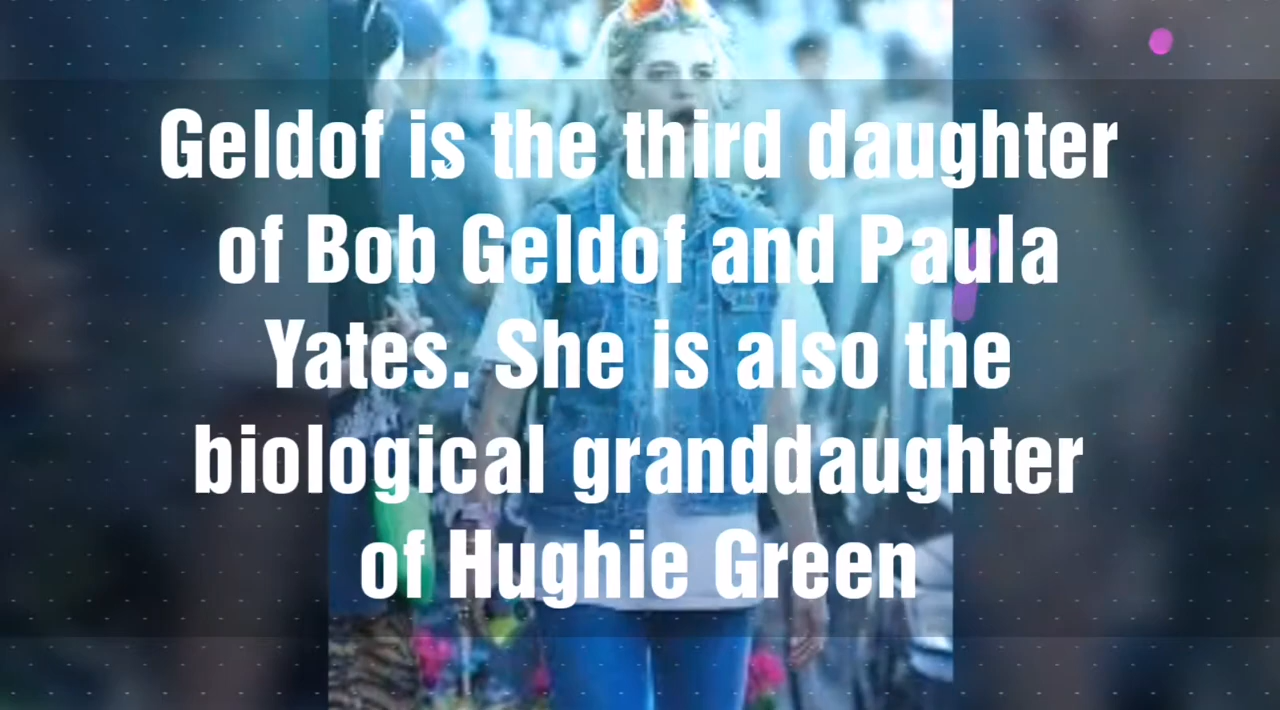 Geldof is the third daughter
of Bob Geldof and Paula
Yates. She is also the
biological granddaughter
of Hughie Green